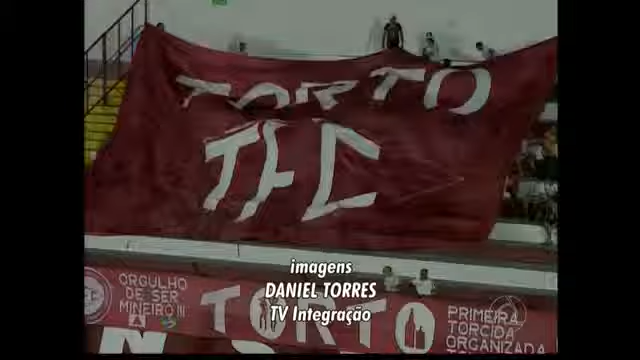 TORTO
TFC
imagens
DANIEL TORRES
TV Integração
ORGULHO
DE SER
MINEIRO !!!
TORTO
PRIMEIRA
TORCIDA
ORGANIZADA